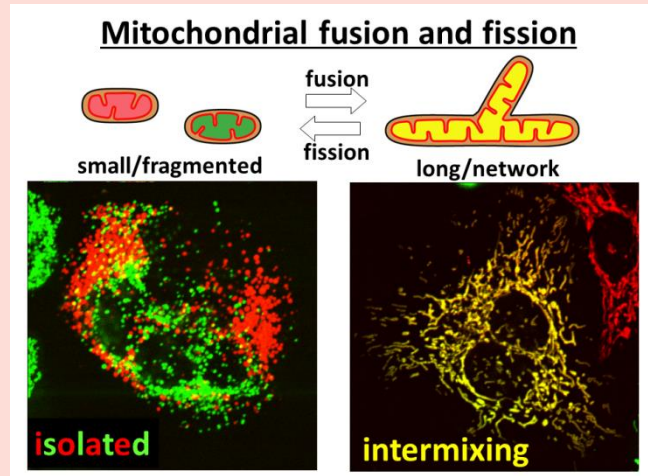 Mitochondrial fusion and fission
fusion
fission
small/fragmented
long/network
isolated
intermixing